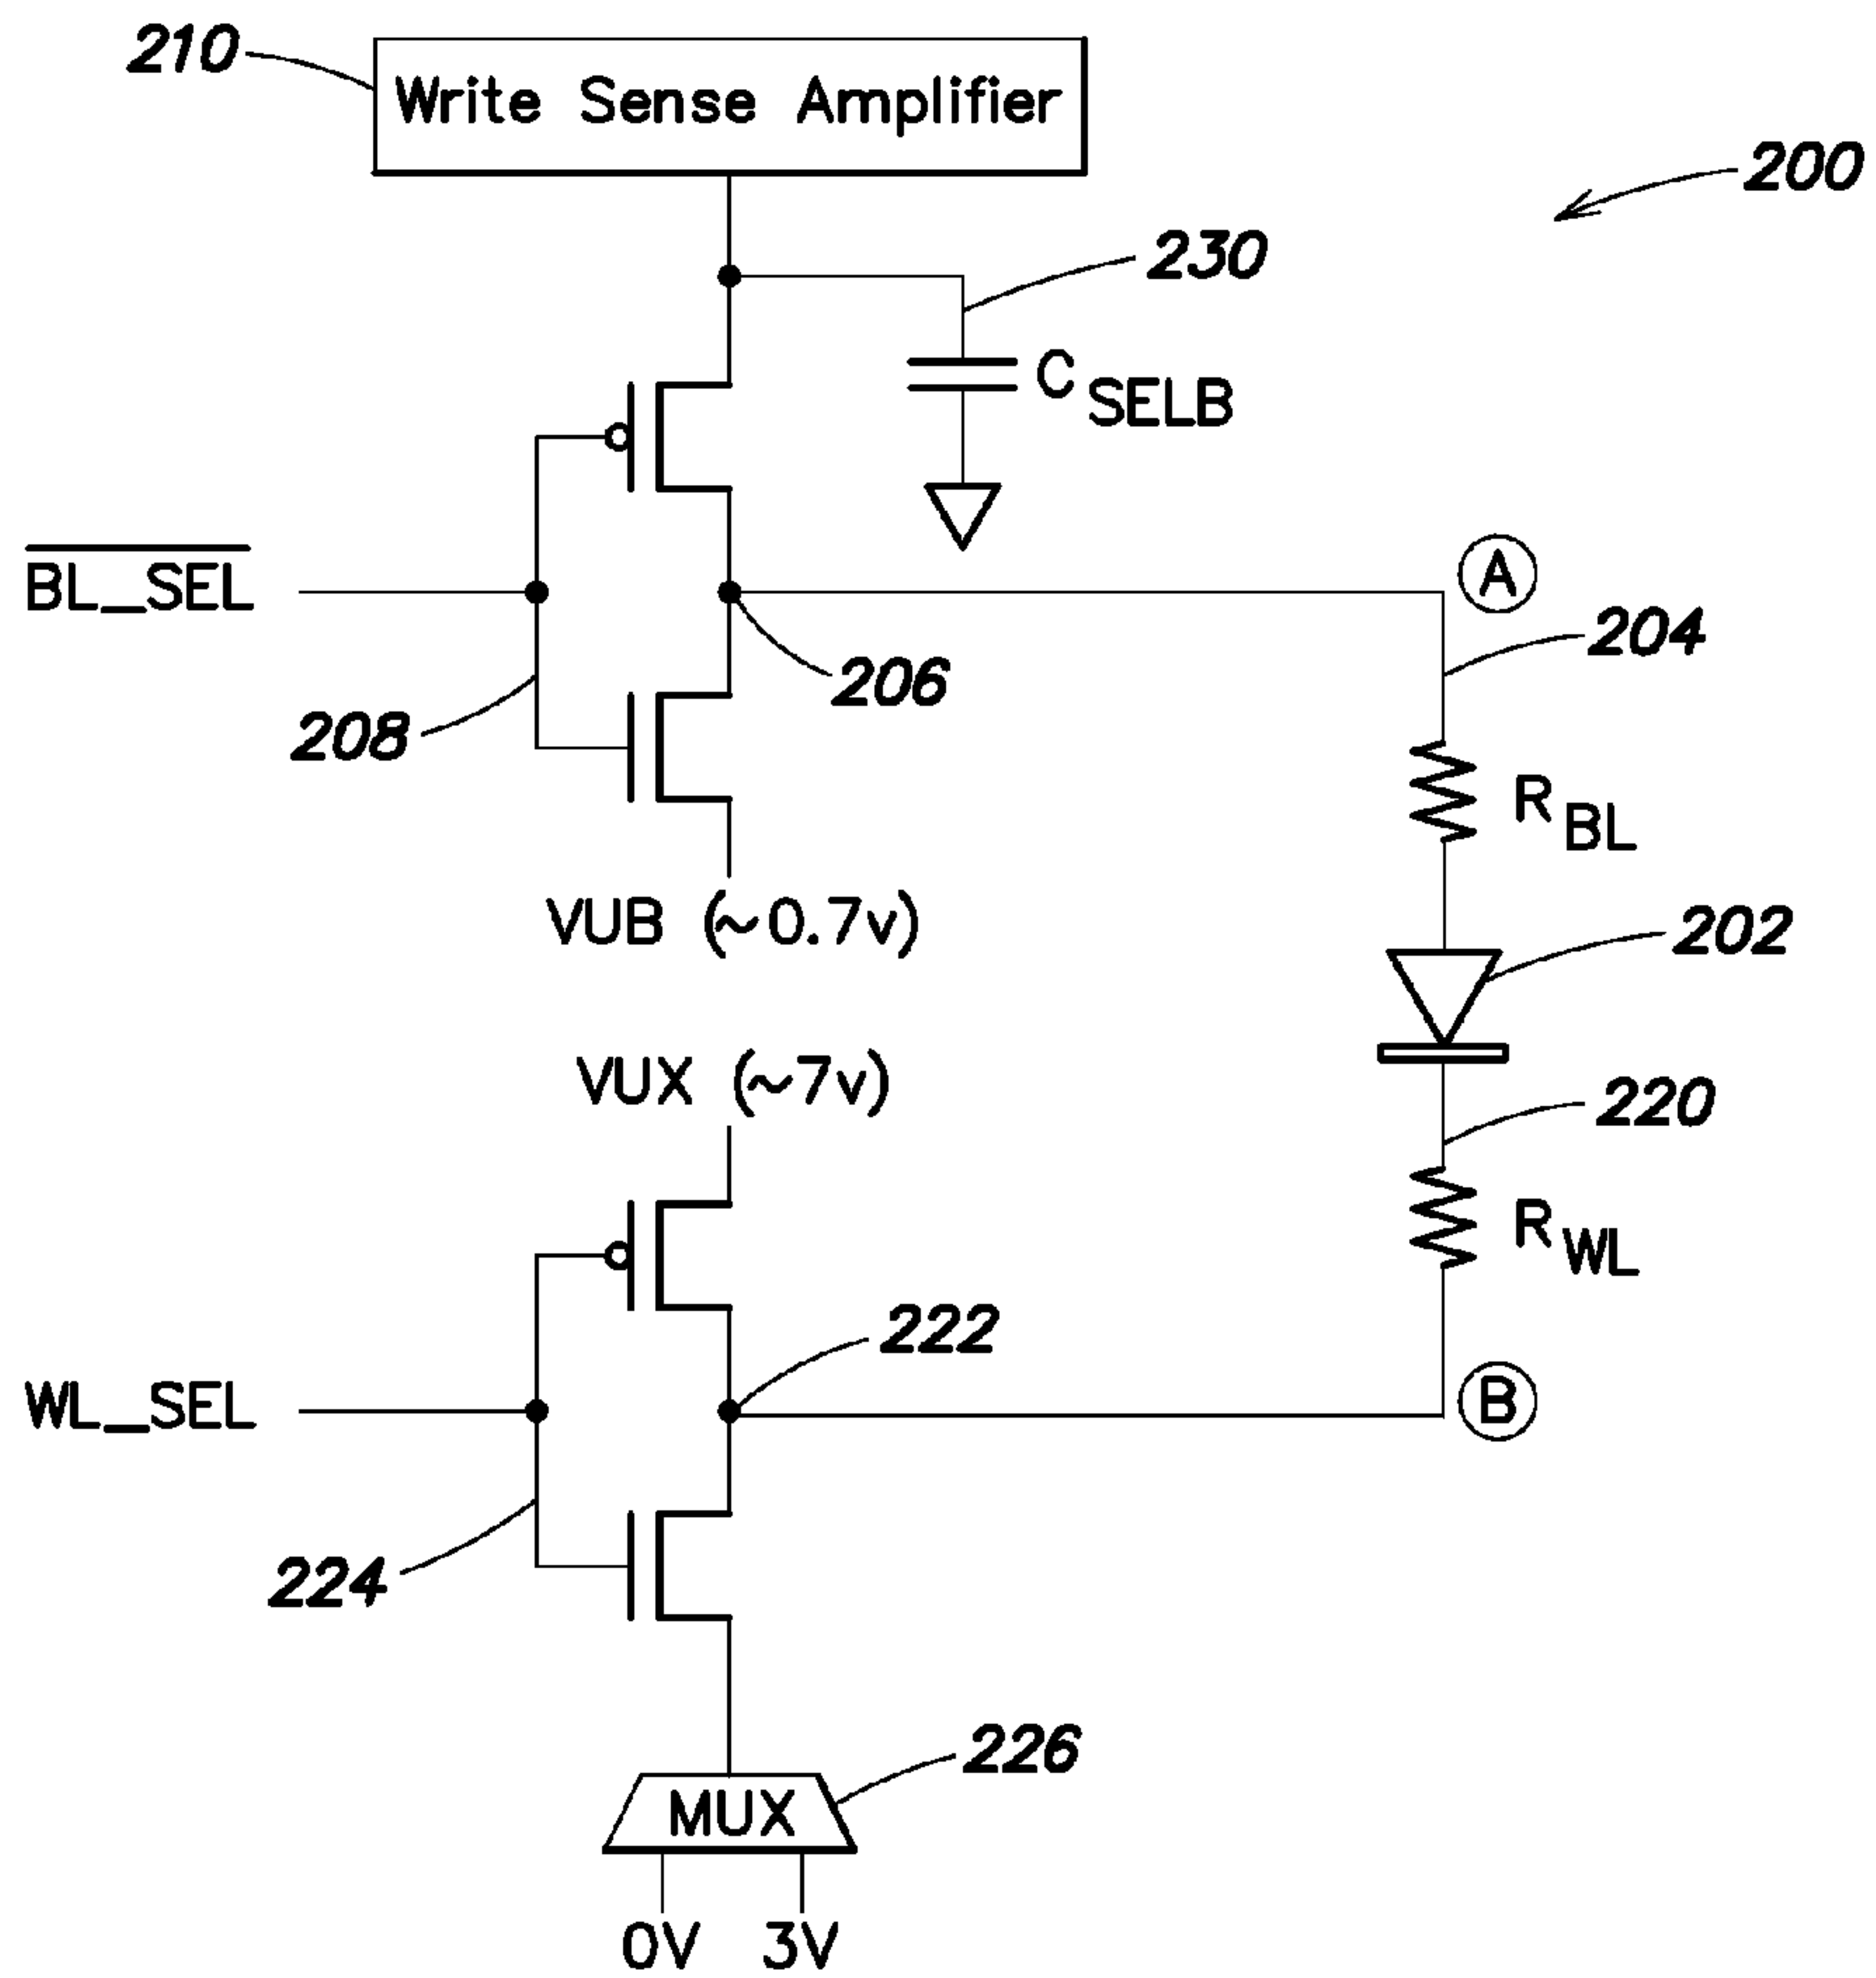 210
Write Sense Amplifier
200
230
C SELB
BL_SEL
A
204
206
208
R BL
VUB (~0.7v)
202
VUX (~7v)
220
R WL
222
WL_SEL
B
224
226
MUX
0V 3V